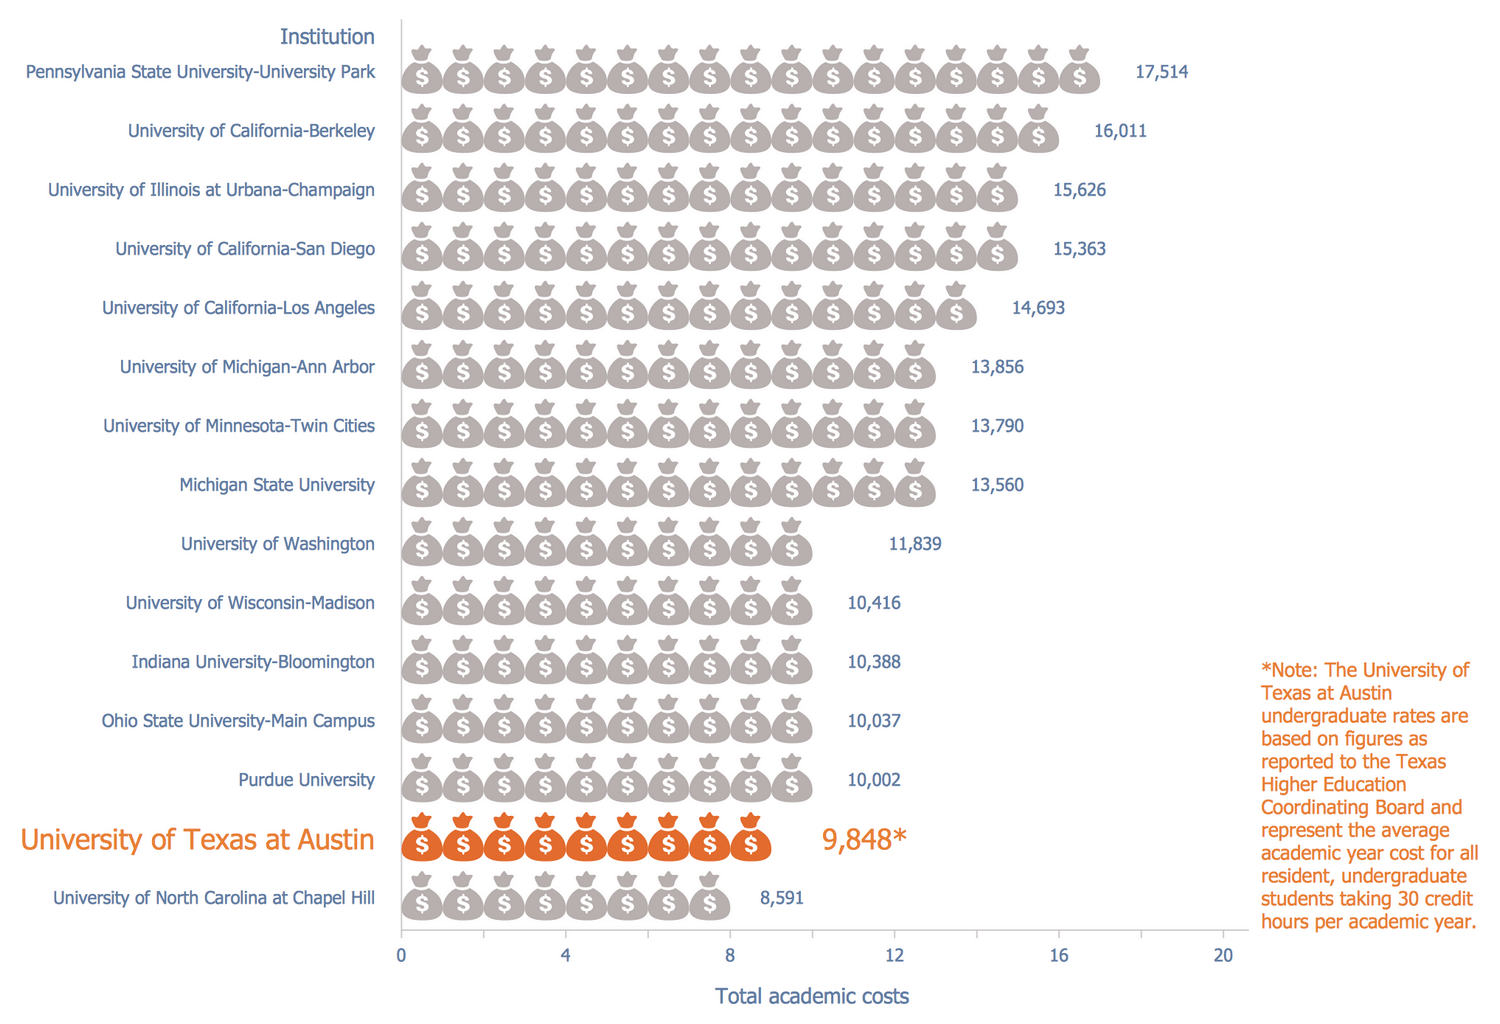 Institution
Pennsylvania State University-University Park 17,514
University of California-Berkeley 16,011
University of Illinois at Urbana-Champaign 15,626
University of California-San Diego 15,363
University of California-Los Angeles 14,693
University of Michigan-Ann Arbor 13,856
University of Minnesota-Twin Cities 13,790
Michigan State University 13,560
University of Washington 11,839
University of Wisconsin-Madison 10,416
Indiana University-Bloomington 10,388
Ohio State University-Main Campus 10,037
Purdue University 10,002
University of Texas at Austin 9,848*
University of North Carolina at Chapel Hill 8,591
0 4 8 12 16 20
Total academic costs
*Note: The University of
Texas at Austin
undergraduate rates are
based on figures as
reported to the Texas
Higher Education
Coordinating Board and
represent the average
academic year cost for all
resident, undergraduate
students taking 30 credit
hours per academic year.